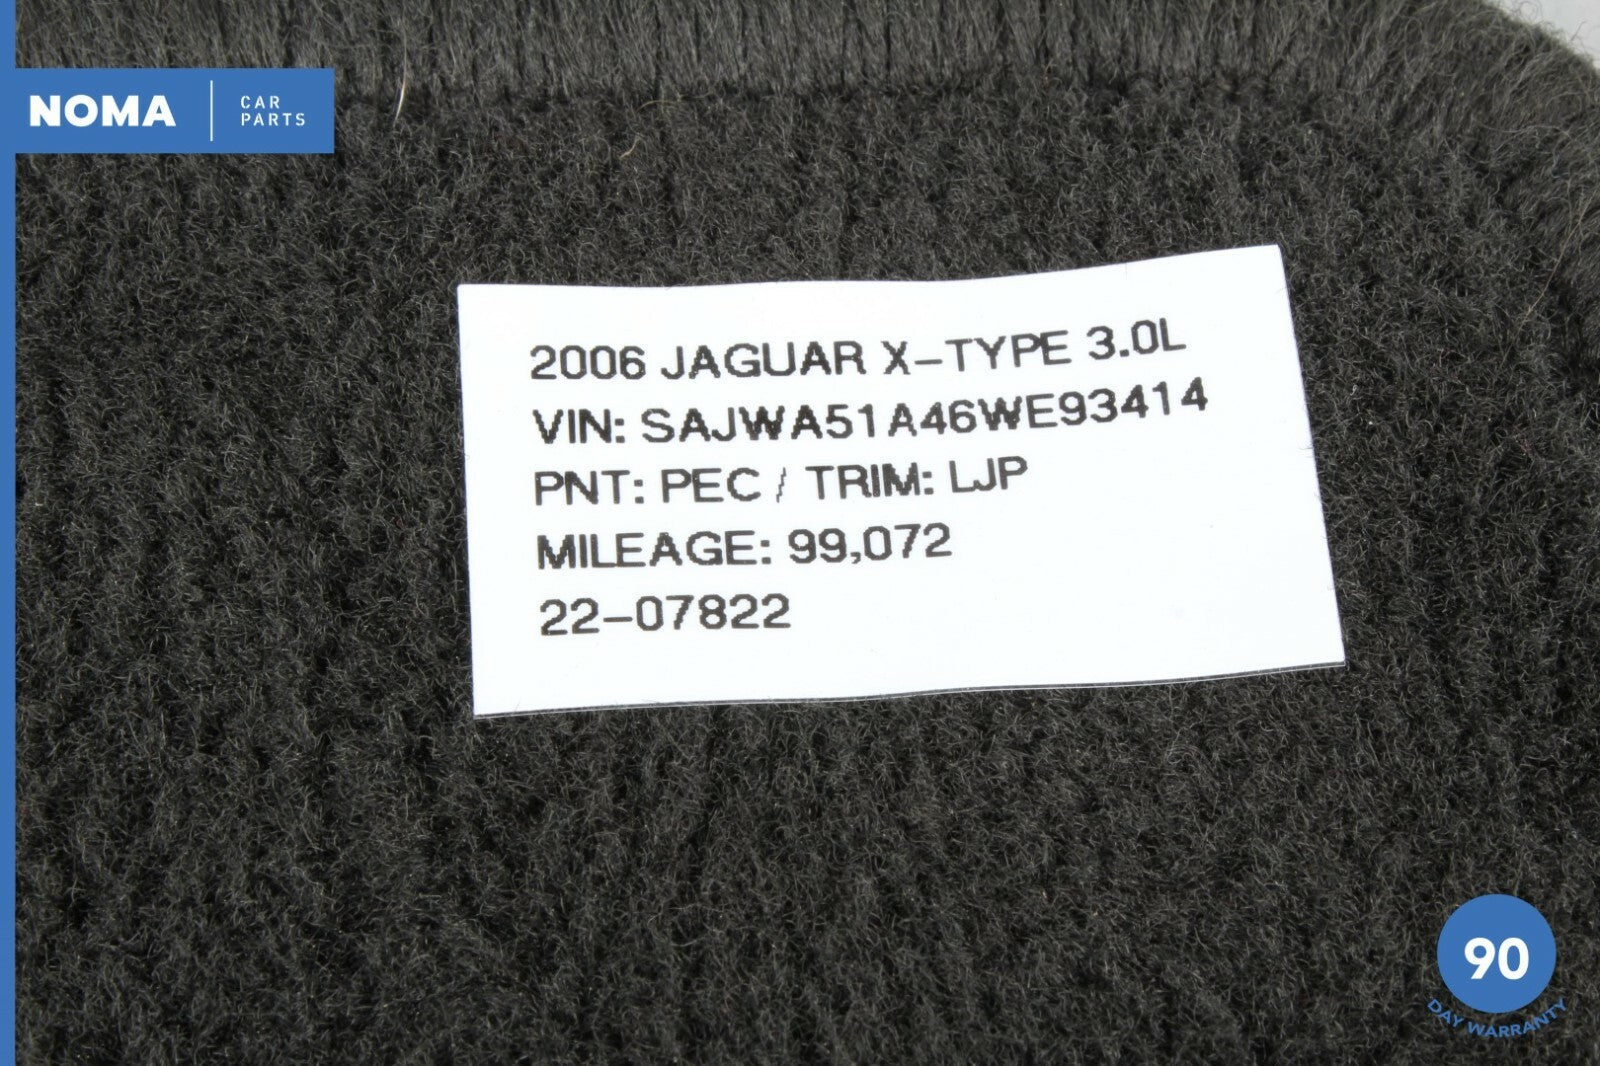 NOMA
CAR
PARTS
2006 JAGUAR X-TYPE 3.0L
VIN: SAJWA51A46WE93414
PNT: PEC / TRIM: LJP
MILEAGE: 99,072
22-07822
90
DAY WARRANTY